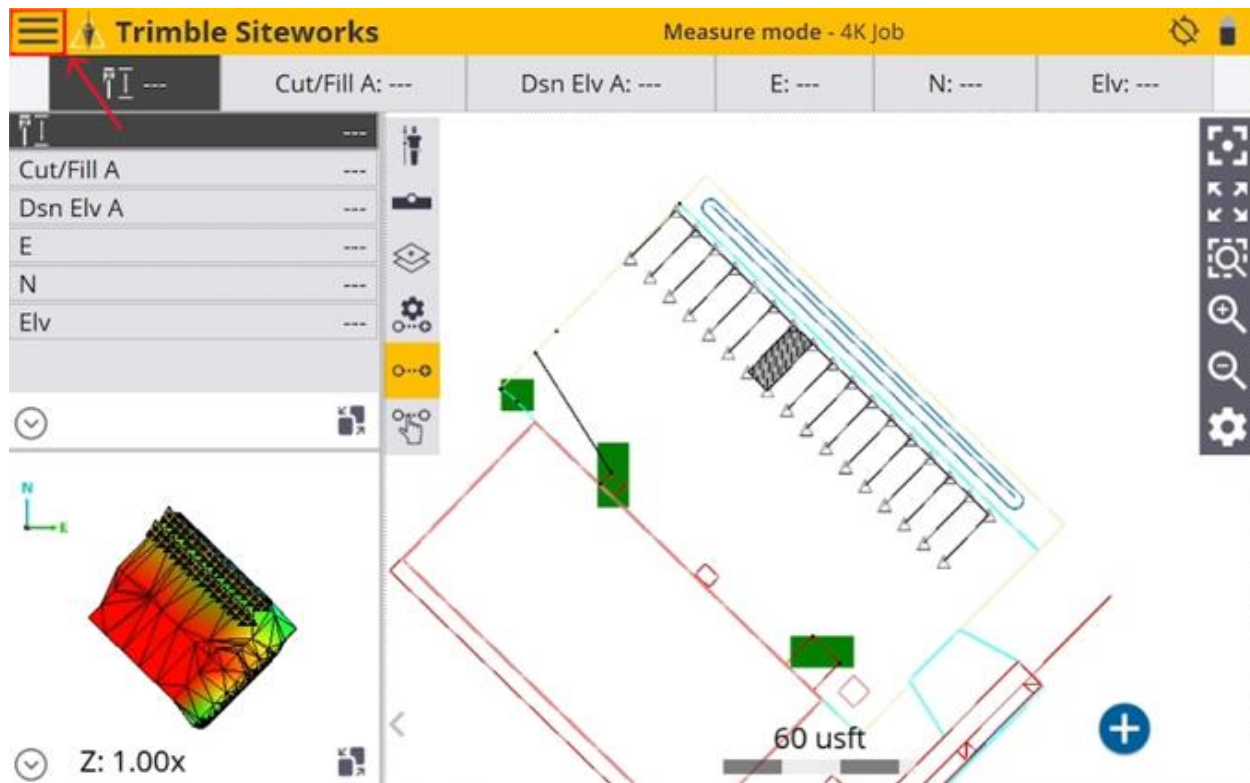 Trimble Siteworks
Measure mode - 4K Job
--- Cut/Fill A: --- Dsn Elv A: --- E: --- N: --- Elv: ---
---
Cut/Fill A ---
Dsn Elv A ---
E ---
N ---
Elv ---
N
E
Z: 1.00x
60 usft